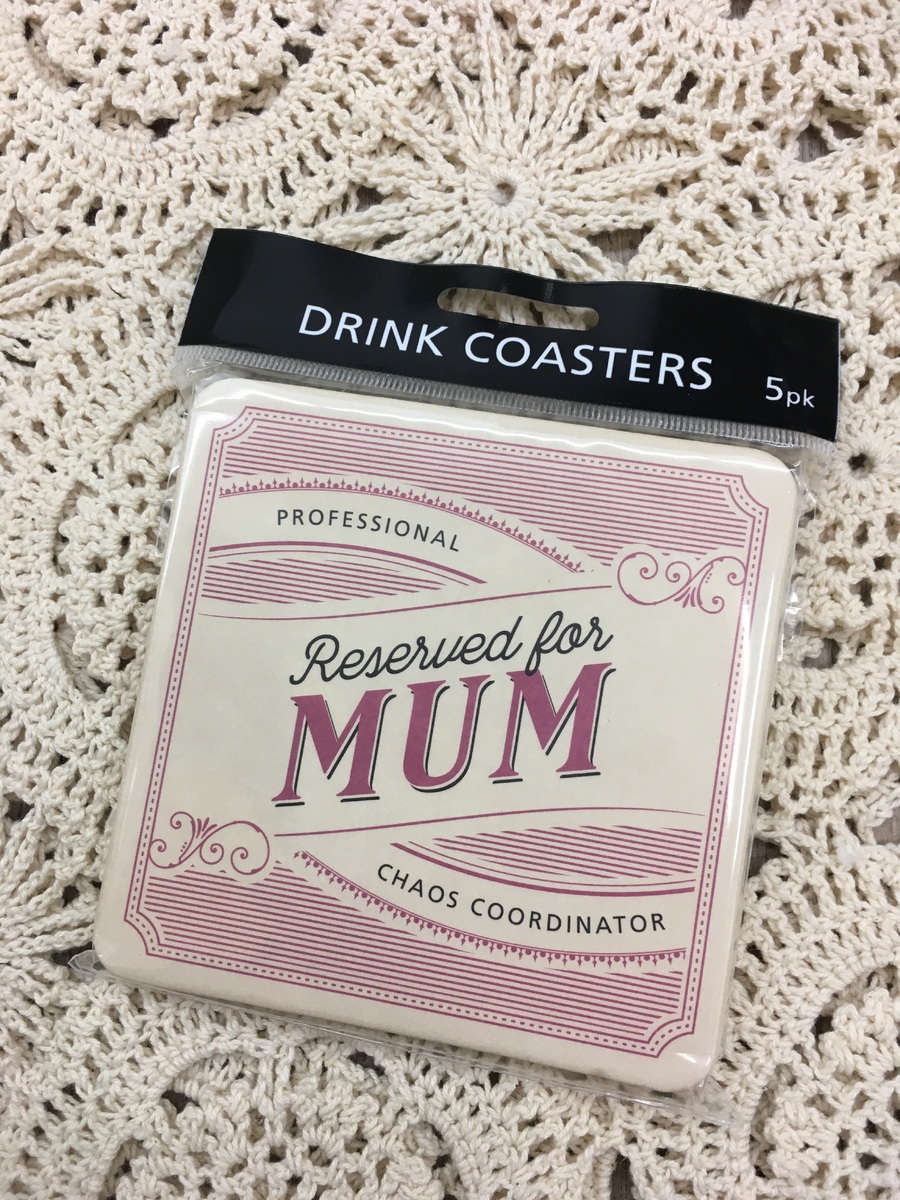 DRINK COASTERS 5pk
PROFESSIONAL
Reserved for
MUM
CHAOS COORDINATOR